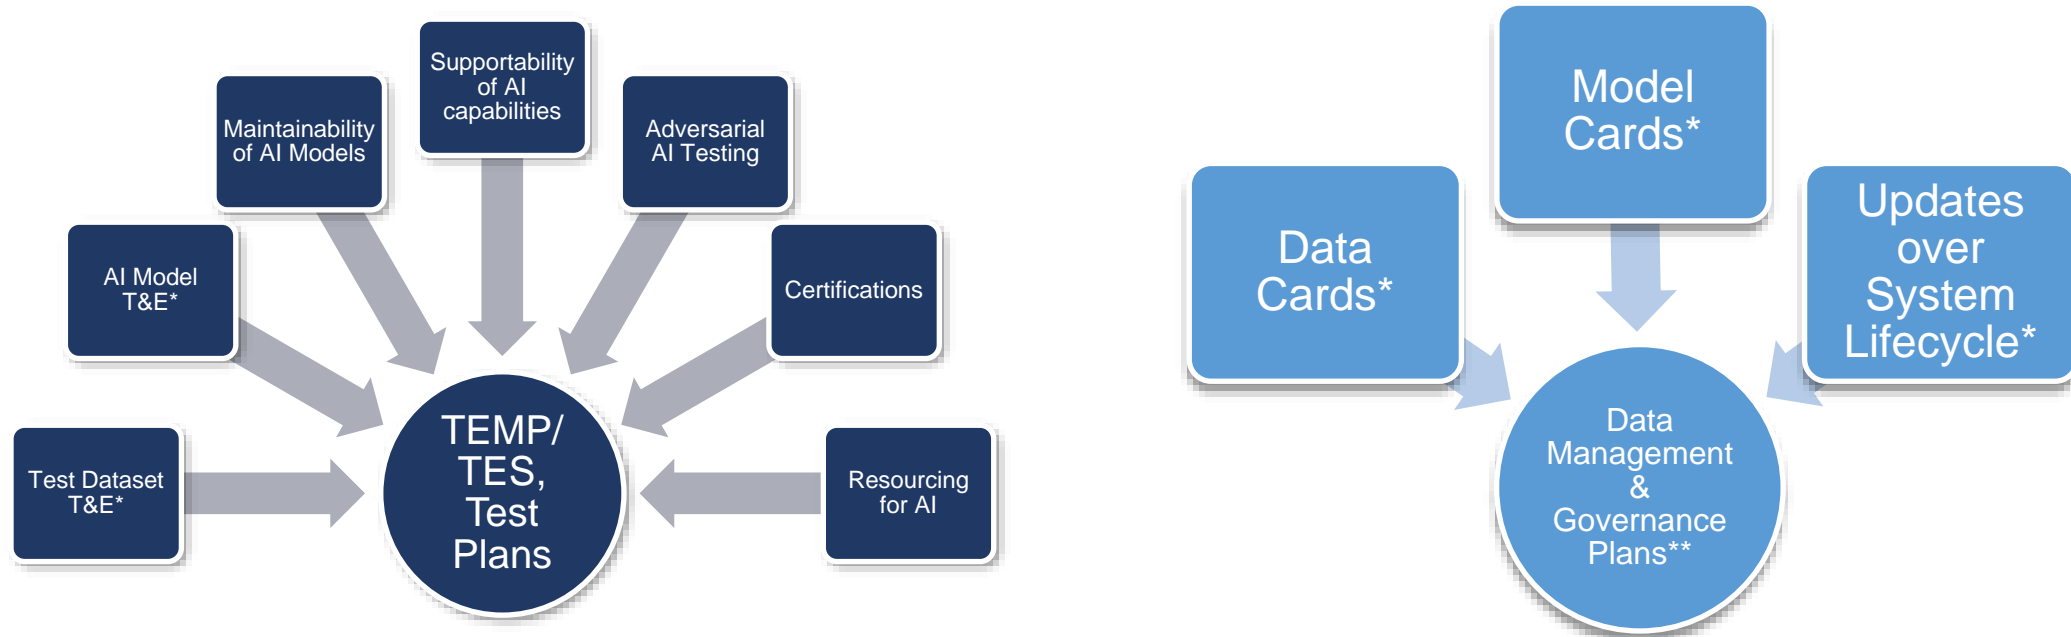 Supportability
of AI
capabilities
Maintainability
of AI Models
Adversarial
AI Testing
AI Model
T&E*
Certifications
Test Dataset
T&E*
Resourcing
for AI
TEMP/
TES,
Test
Plans
Model
Cards*
Data
Cards*
Updates
over
System
Lifecycle*
Data
Management
&
Governance
Plans**